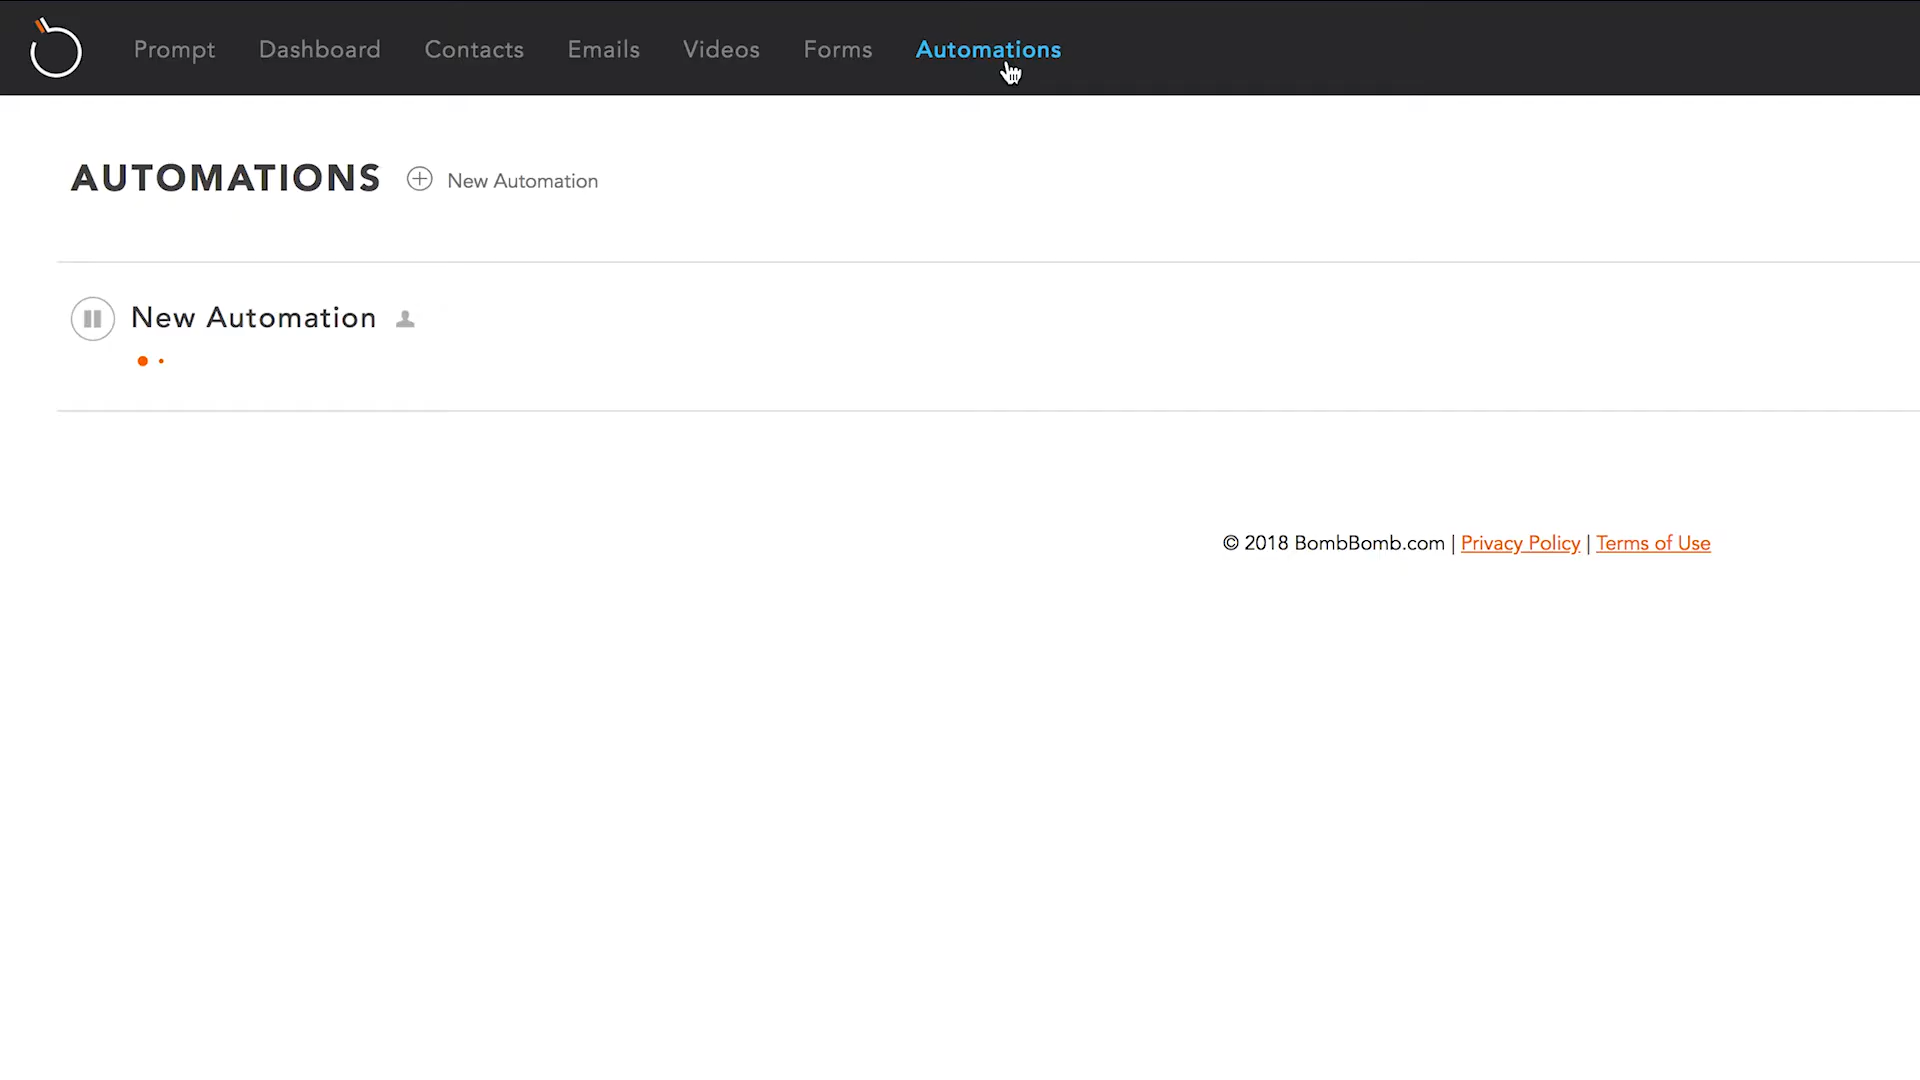 Prompt Dashboard Contacts Emails Videos Forms Automations
AUTOMATIONS New Automation
New Automation
© 2018 BombBomb.com | Privacy Policy | Terms of Use